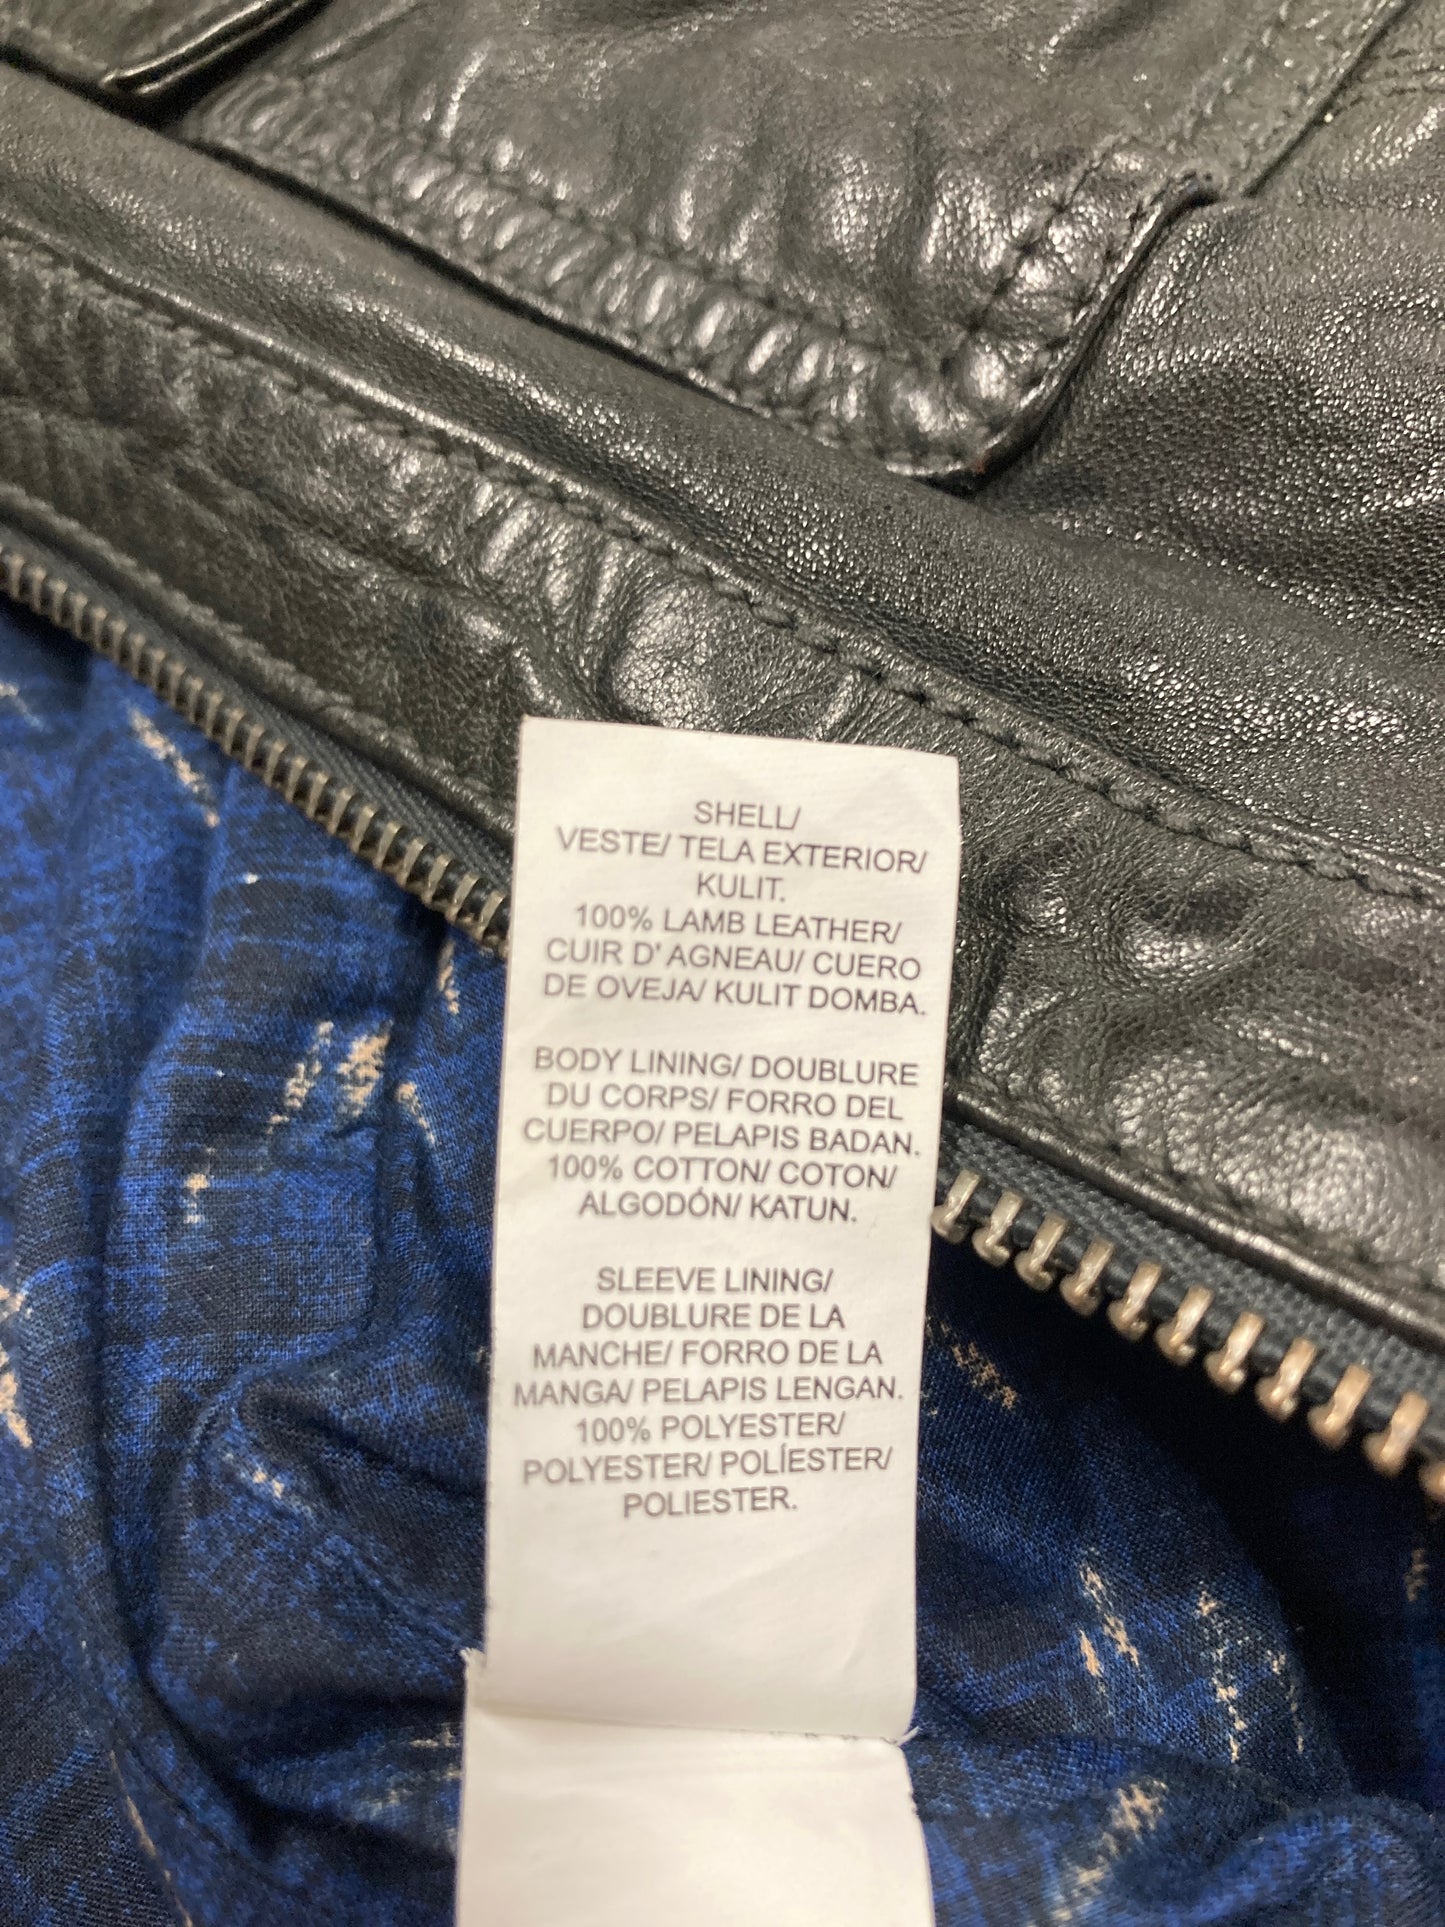 SHELL/
VESTE/ TELA EXTERIOR/
KULIT.
100% LAMB LEATHER/
CUIR D' AGNEAU/ CUERO
DE OVEJA/ KULIT DOMBA.
BODY LINING/ DOUBLURE
DU CORPS/ FORRO DEL
CUERPO/ PELAPIS BADAN.
100% COTTON/ COTON/
ALGODÓN/ KATUN.
SLEEVE LINING/
DOUBLURE DE LA
MANCHE/ FORRO DE LA
MANGA/ PELAPIS LENGAN.
100% POLYESTER/
POLYESTER/ POLÍESTER/
POLIESTER.